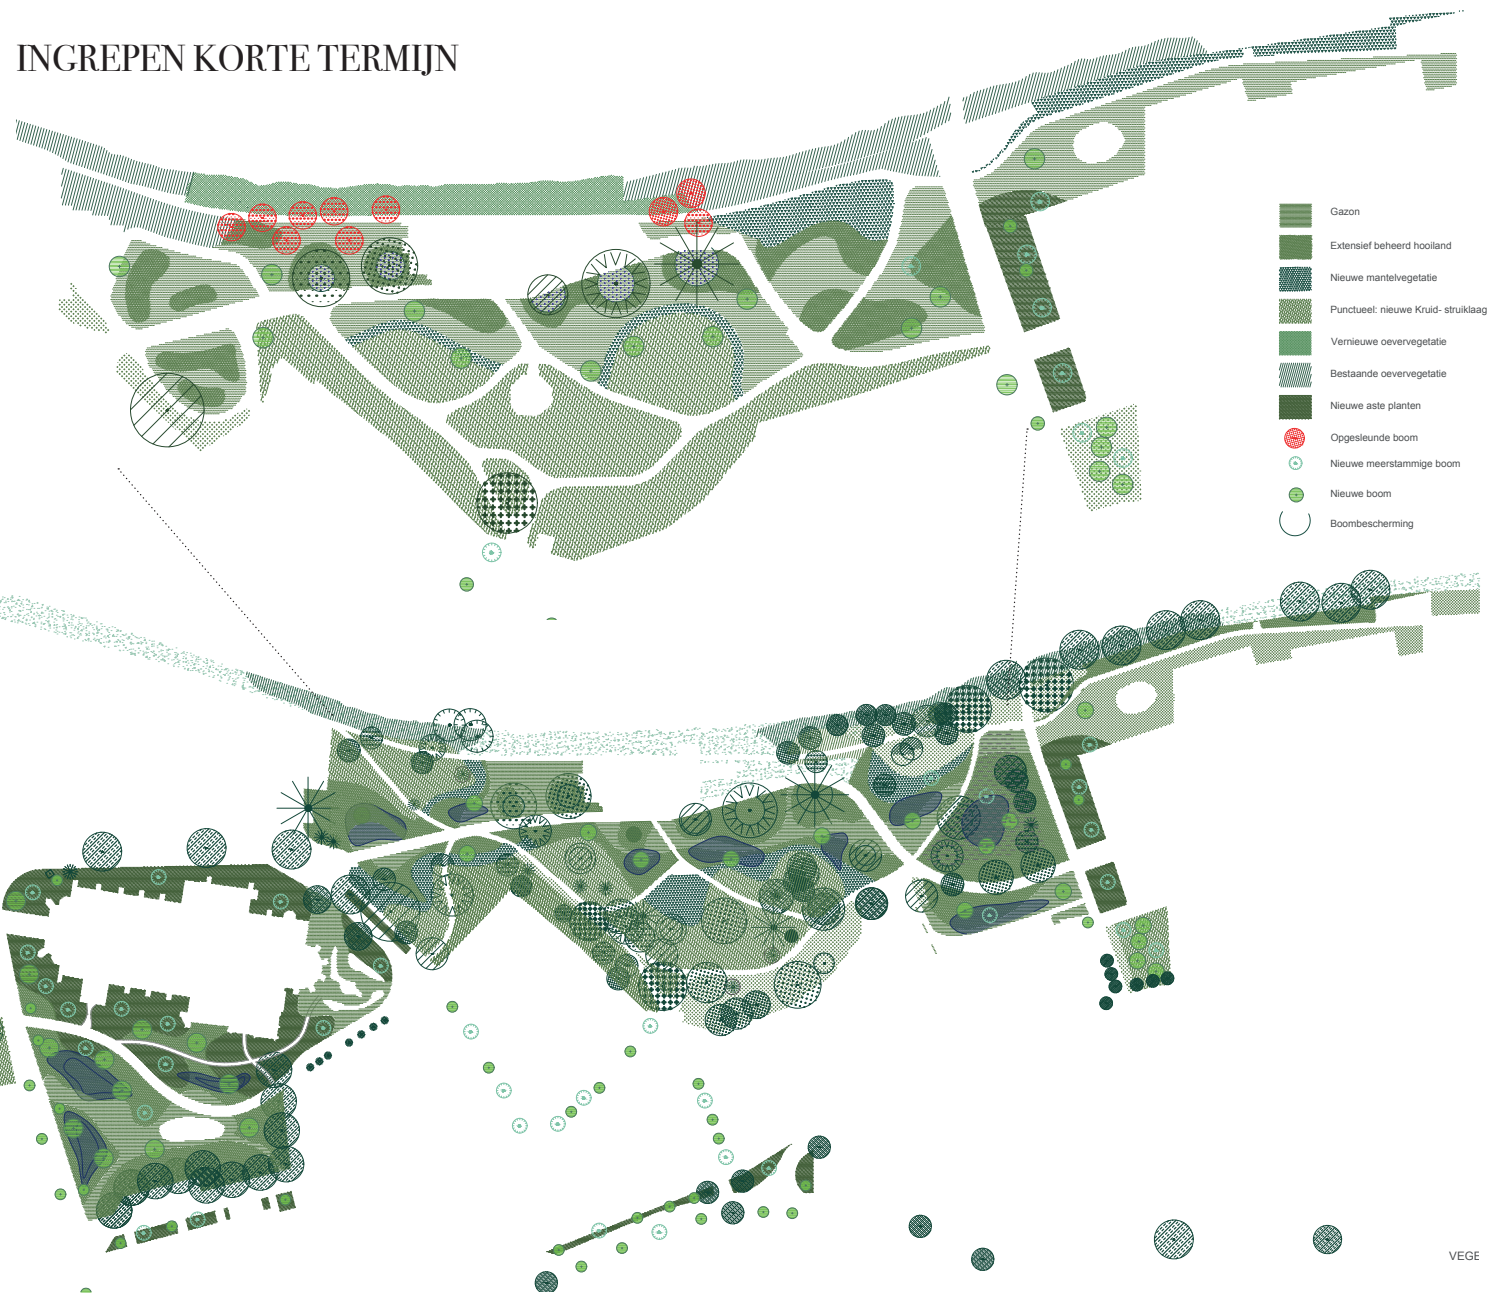 INGREPEN KORTE TERMIJN
Gazon
Extensief beheerd hooiland
Nieuwe mantelvegetatie
Punctueel: nieuwe Kruid- struiklaag
Vernieuwe oevervegetatie
Bestaande oevervegetatie
Nieuwe aste planten
Opgesleunde boom
Nieuwe meerstammige boom
Nieuwe boom
Boombescherming
VEGE